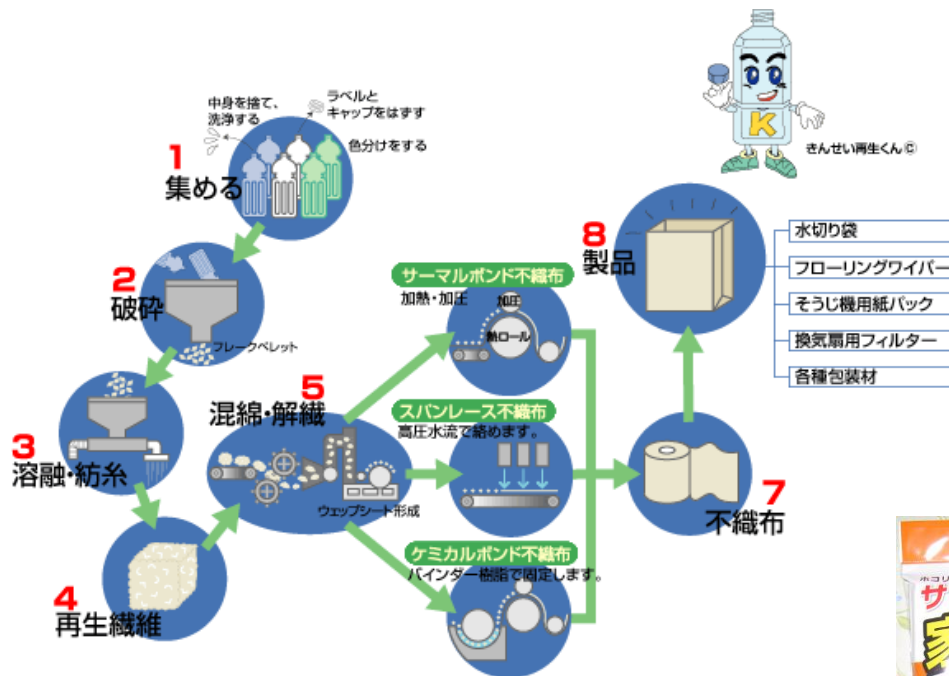 中身を捨て、
洗浄する
ラベルと
キャップをはずす
色分けをする
1
集める
K
きんせい再生くん©
2
破砕
フレークペレット
3
溶融・紡糸
4
再生繊維
5
混綿・解繊
ウェッブシート形成
サーマルボンド不織布
加熱・加圧
加圧
熱ロール
スパンレース不織布
高圧水流で絡めます。
ケミカルボンド不織布
バインダー樹脂で固定します。
7
不織布
8
製品
水切り袋
フローリングワイパー
そうじ機用紙パック
換気扇用フィルター
各種包装材
ホコリ
サ